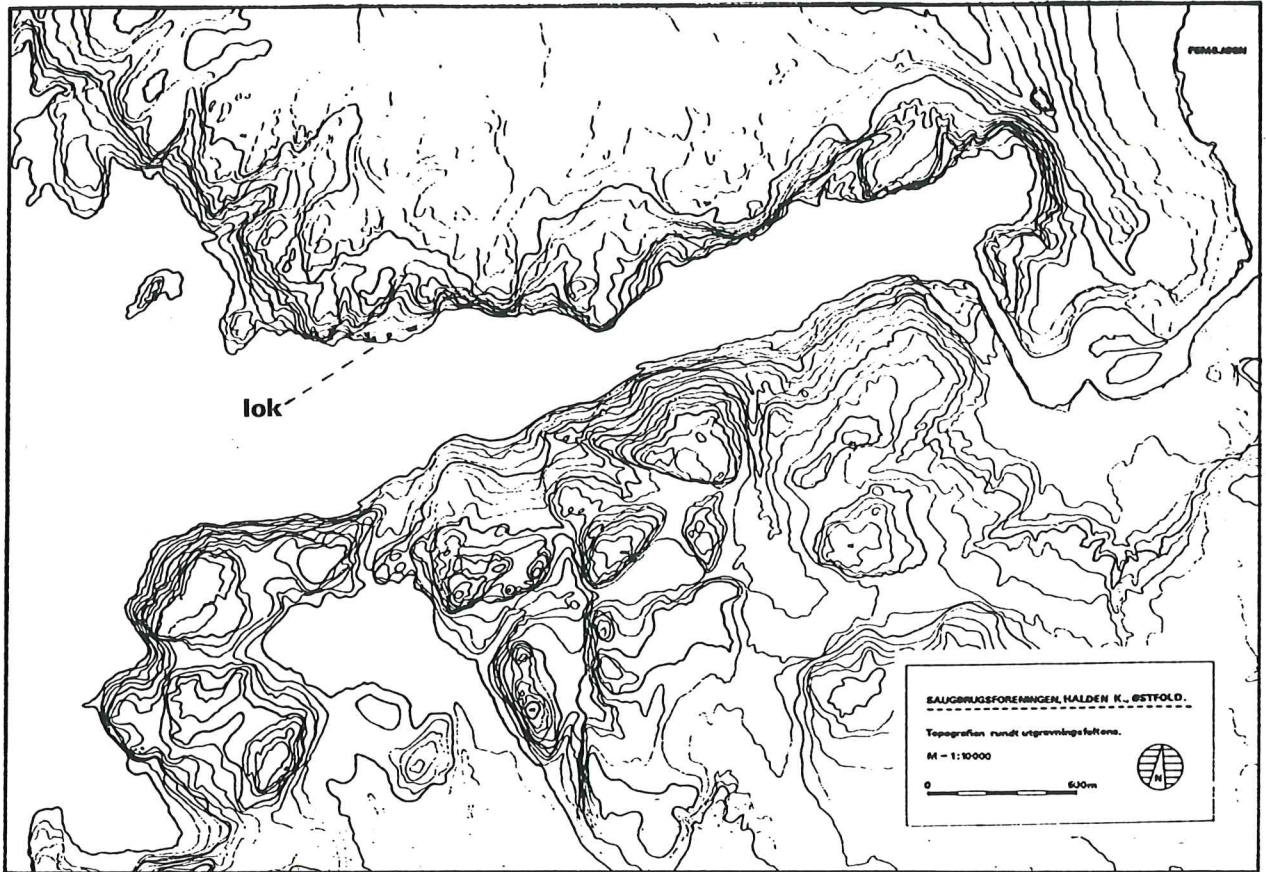 FEMSJØEN
lok
SAUGBRUGSFORENINGEN, HALDEN K., ØSTFOLD.
Topografien rundt utgravningsfeltene.
M = 1:10000
0 500m
N